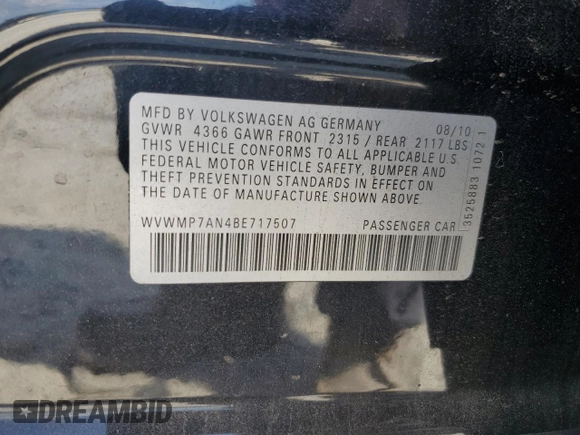 MFD BY VOLKSWAGEN AG GERMANY 08/10
GVWR 4366 GAWR FRONT 2315 / REAR 2117 LBS
THIS VEHICLE CONFORMS TO ALL APPLICABLE U.S.
FEDERAL MOTOR VEHICLE SAFETY, BUMPER AND
THEFT PREVENTION STANDARDS IN EFFECT ON
THE DATE OF MANUFACTURE SHOWN ABOVE.
WVWMP7AN4BE717507 PASSENGER CAR
3525883 1072 1
DREAMBID